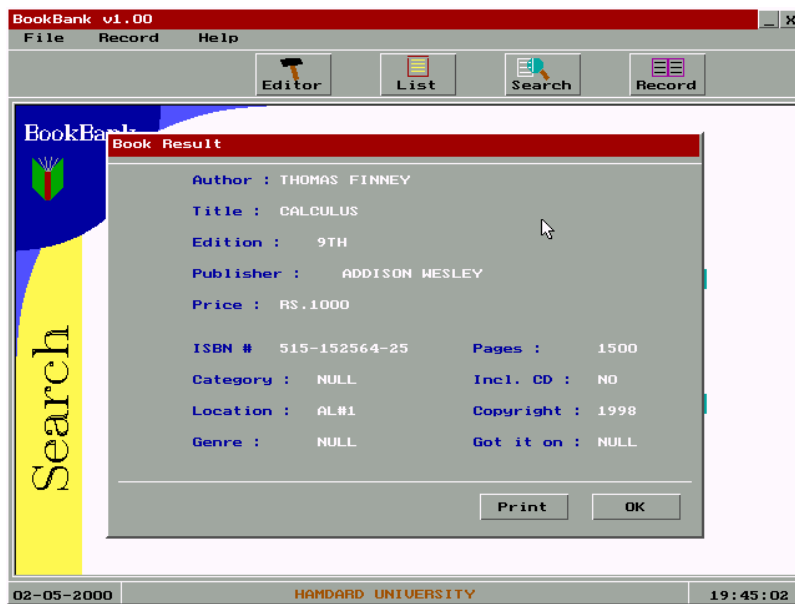 BookBank v1.00 _ X
File Record Help
Editor List Search Record
BookBank
Book Result
Author : THOMAS FINNEY
Title : CALCULUS
Edition : 9TH
Publisher : ADDISON WESLEY
Price : RS.1000
ISBN # 515-152564-25 Pages : 1500
Category : NULL Incl. CD : NO
Location : AL#1 Copyright : 1998
Genre : NULL Got it on : NULL
Search
Print OK
02-05-2000 HAMDARD UNIVERSITY 19:45:02